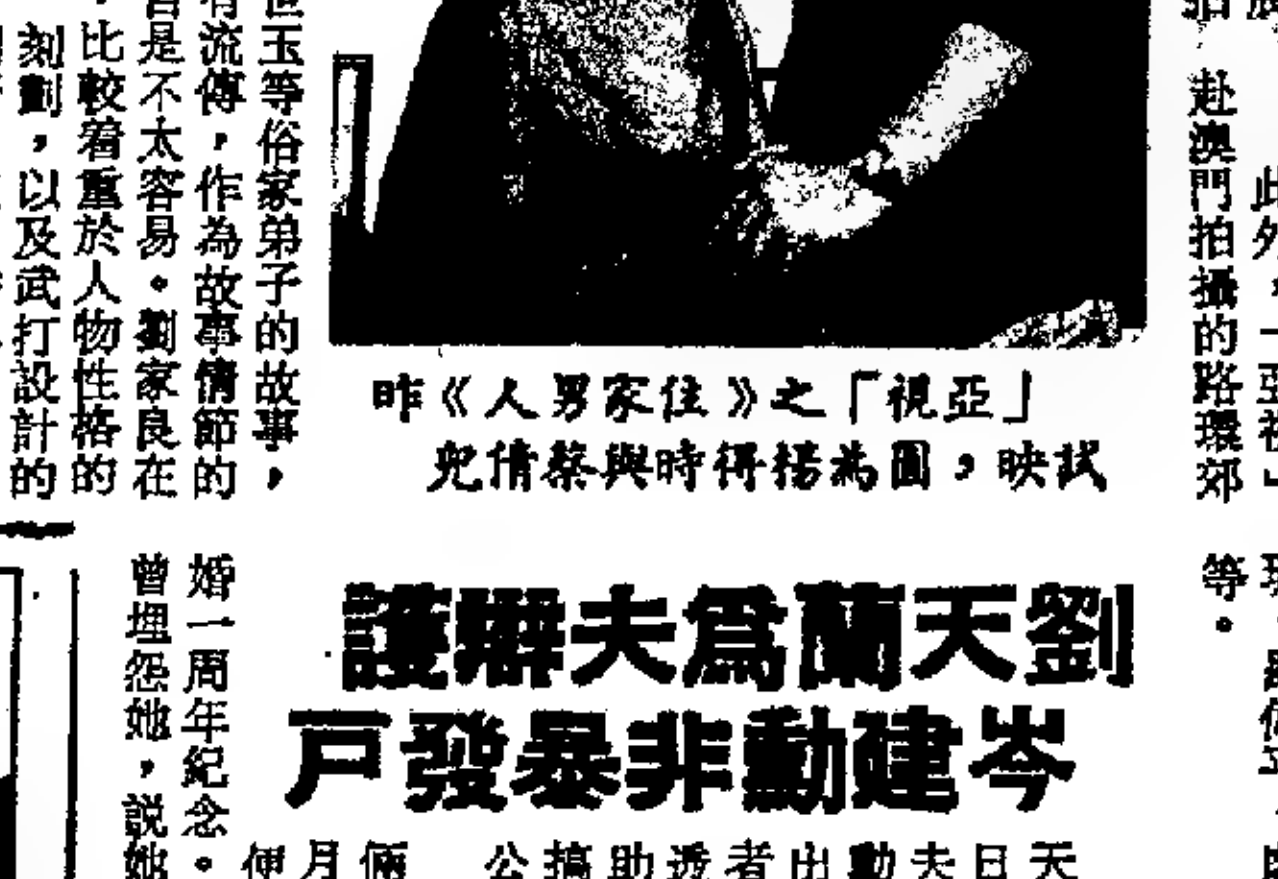 此外，「亞視」
赴澳門拍攝的路環郊
「亞視」之《住家男人》昨
試映，圖為楊得時與蔡倩兒
世玉等俗家弟子的故事，
有流傳，作為故事情節的
是不太容易。劉家良在
，比較着重於人物性格的
刻劃，以及武打設計的
等。
劉天蘭爲夫辯護
岑建勳非暴發戶
婚一周年紀念。
曾埋怨她，説她